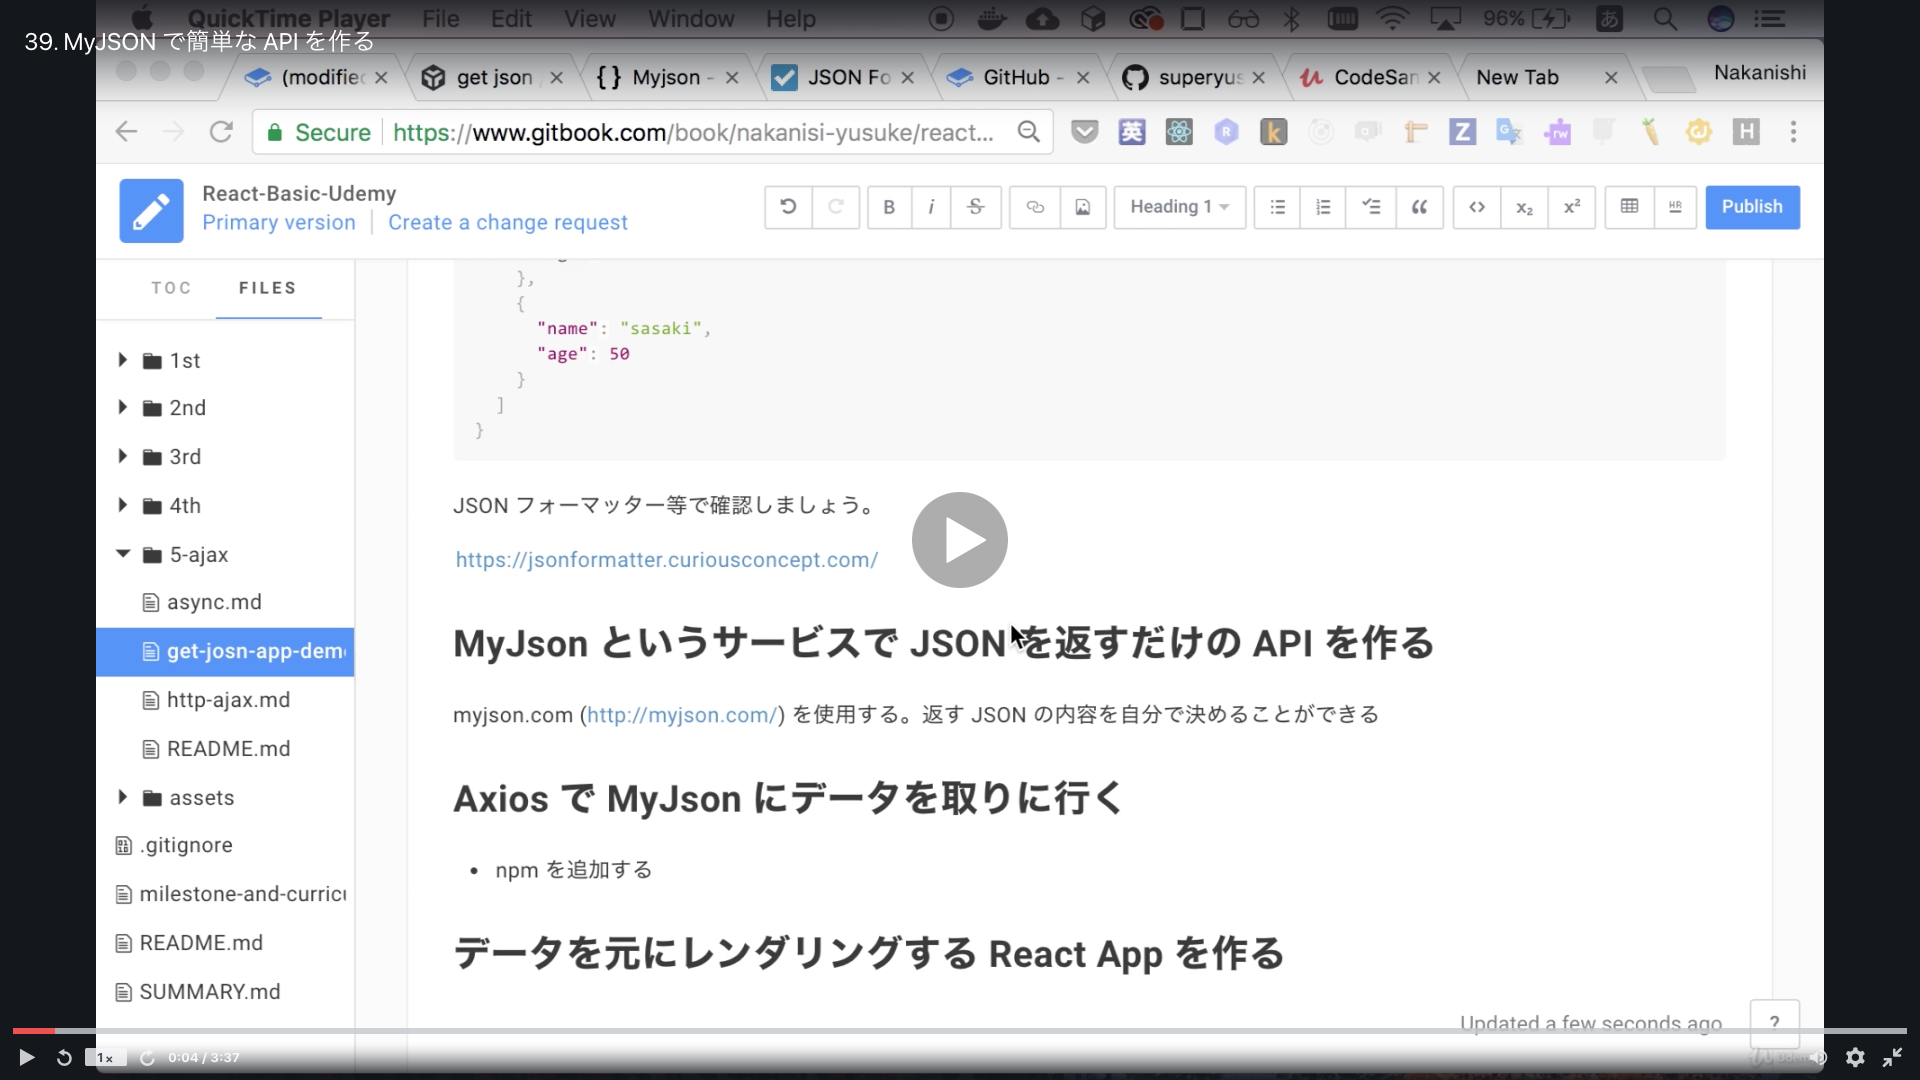 QuickTime Player File Edit View Window Help 96% あ
39. MyJSON で簡単な API を作る
(modified get json Myjson - JSON Fo GitHub - superyus CodeSan New Tab Nakanishi
Secure https://www.gitbook.com/book/nakanisi-yusuke/react... 英
React-Basic-Udemy
Primary version Create a change request
B i S Heading 1 x₂ x² HR Publish
TOC FILES
},
{
"name": "sasaki",
"age": 50
}
]
}
1st
2nd
3rd
4th
5-ajax
async.md
get-josn-app-dem
http-ajax.md
README.md
assets
.gitignore
milestone-and-curric
README.md
SUMMARY.md
JSON フォーマッター等で確認しましょう。
https://jsonformatter.curiousconcept.com/
MyJson というサービスで JSON を返すだけの API を作る
myjson.com (http://myjson.com/) を使用する。返す JSON の内容を自分で決めることができる
Axios で MyJson にデータを取りに行く
• npm を追加する
データを元にレンダリングする React App を作る
Updated a few seconds ago ?
1x 0:04 / 3:37